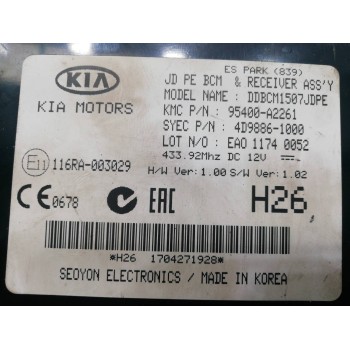 ES PARK (839)
KIA
JD PE BCM & RECEIVER ASS'Y
MODEL NAME : DDBCM1507JDPE
KIA MOTORS
KMC P/N : 95400-A2261
SYEC P/N : 4D9886-1000
LOT N/O : EAO 1174 0052
433.92Mhz DC 12V
E11 116RA-003029
H/W Ver: 1.00 S/W Ver: 1.02
CE 0678 N EAC H26
*H26 1704271928*
SEOYON ELECTRONICS / MADE IN KOREA